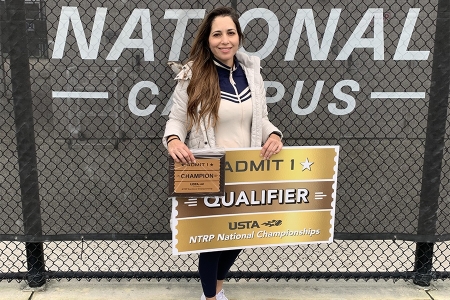 NATIONAL
CAMPUS
ADMIT 1
CHAMPION
ADMIT 1
QUALIFIER
USTA
NTRP National Championships